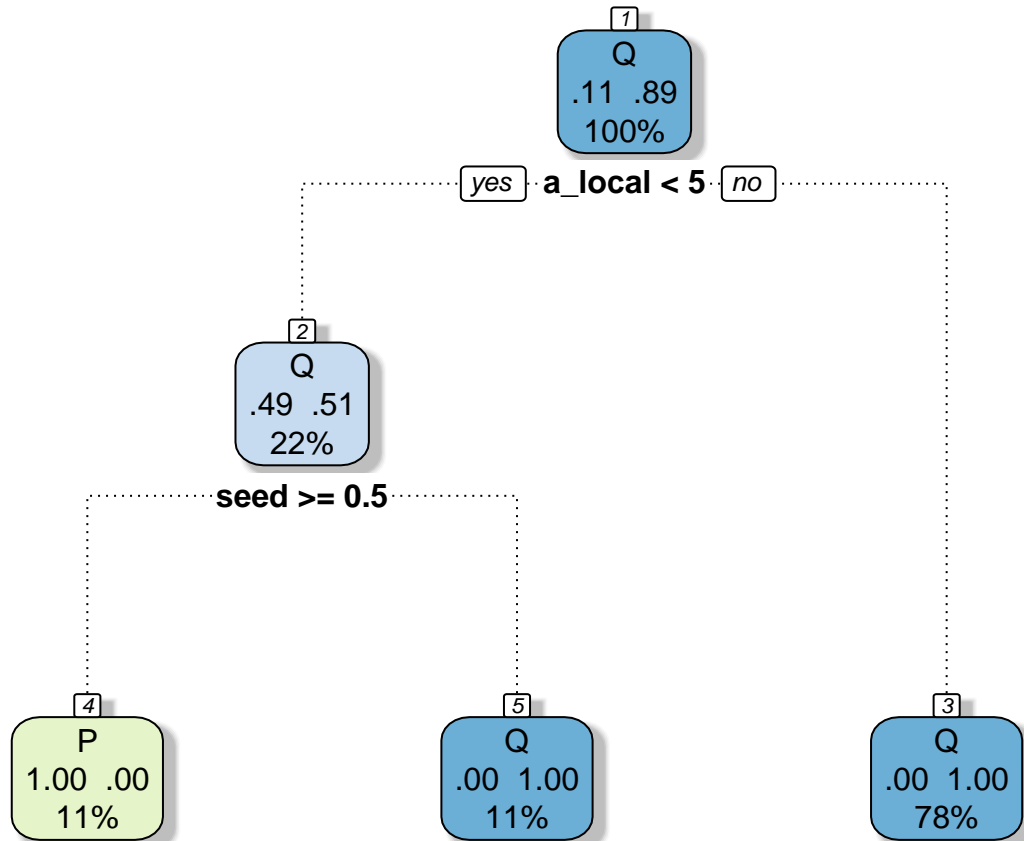 1
Q
.11 .89
100%
yes a_local < 5 no
2
Q
.49 .51
22%
seed >= 0.5
4
P
1.00 .00
11%
5
Q
.00 1.00
11%
3
Q
.00 1.00
78%